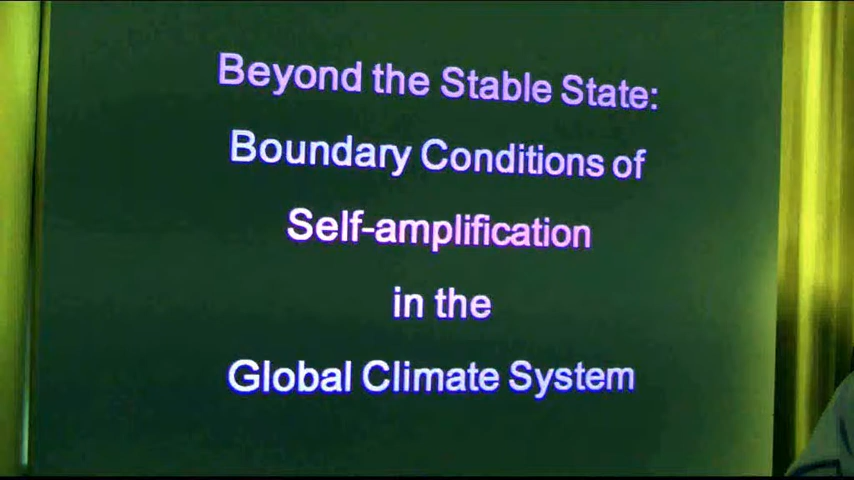 Beyond the Stable State:
Boundary Conditions of
Self-amplification
in the
Global Climate System